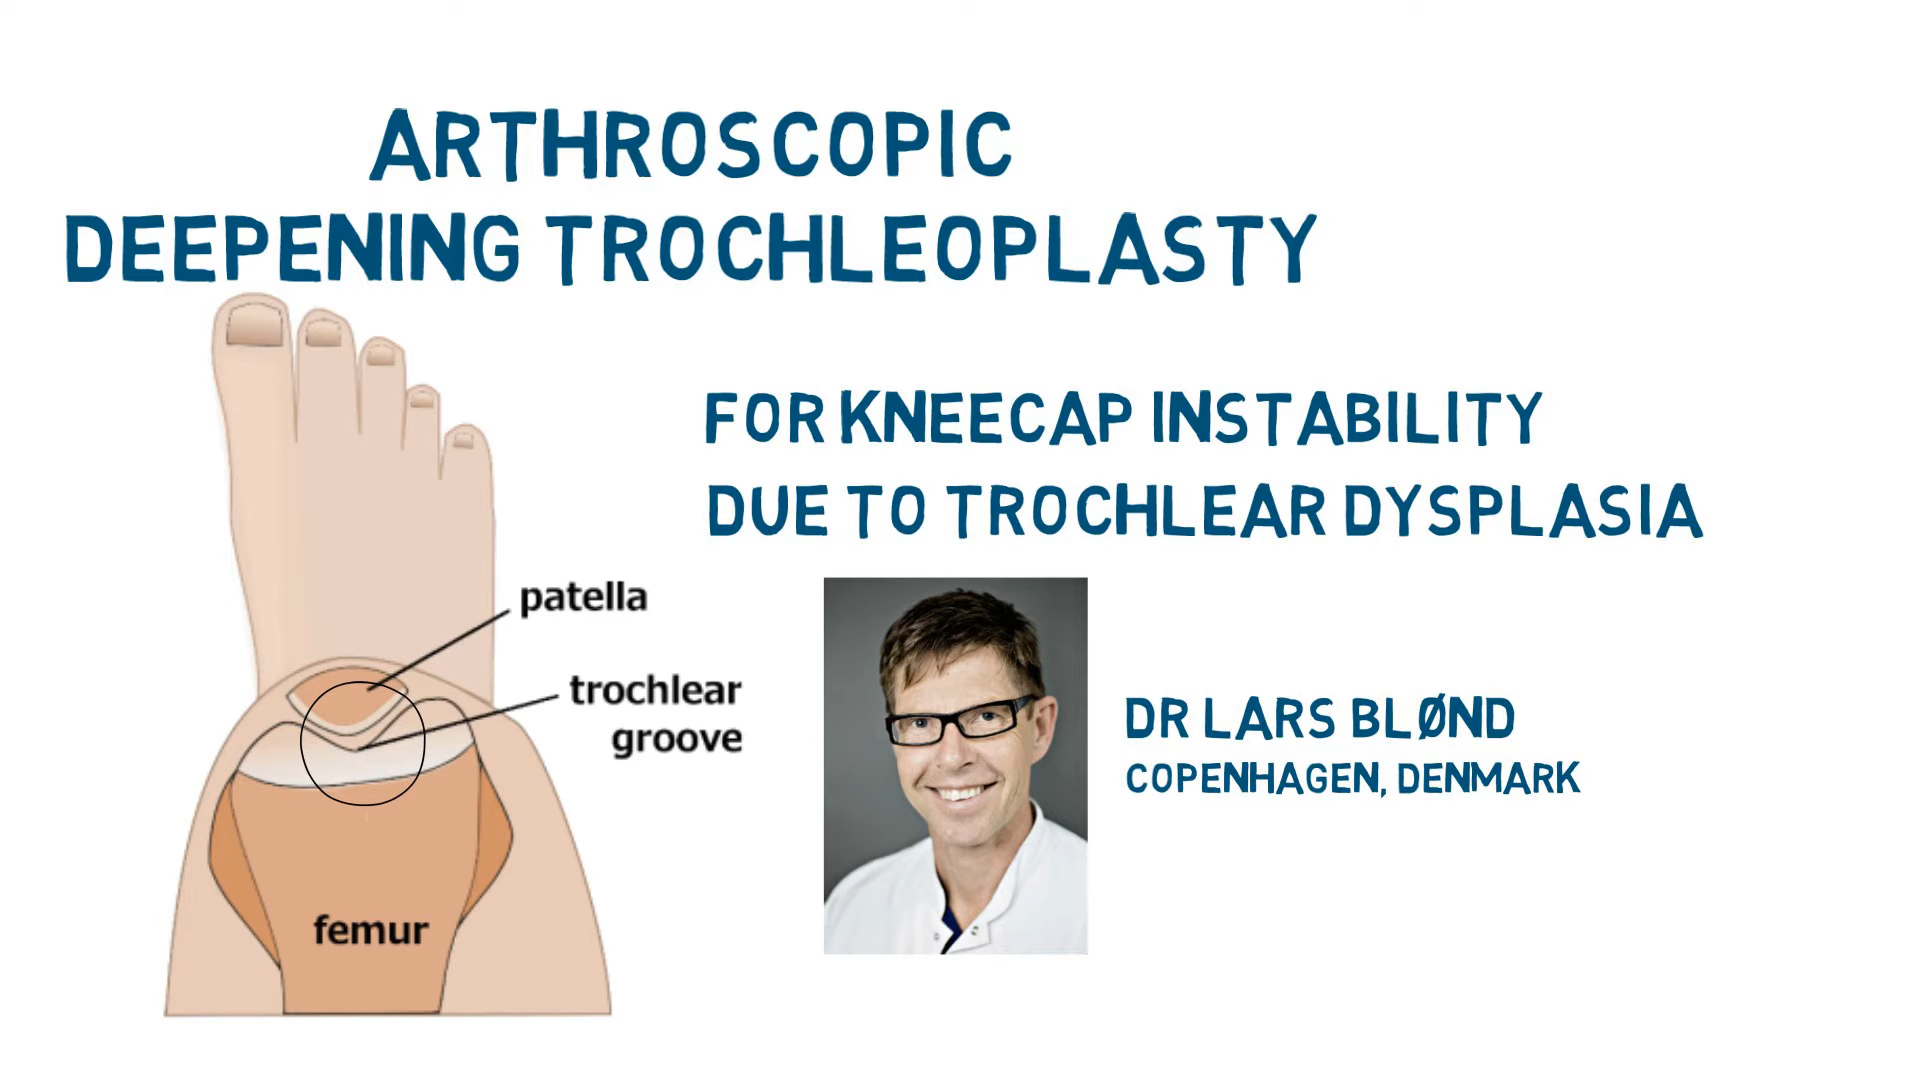 ARTHROSCOPIC
DEEPENING TROCHLEOPLASTY
FOR KNEECAP INSTABILITY
DUE TO TROCHLEAR DYSPLASIA
patella
trochlear
groove
femur
DR LARS BLØND
COPENHAGEN, DENMARK